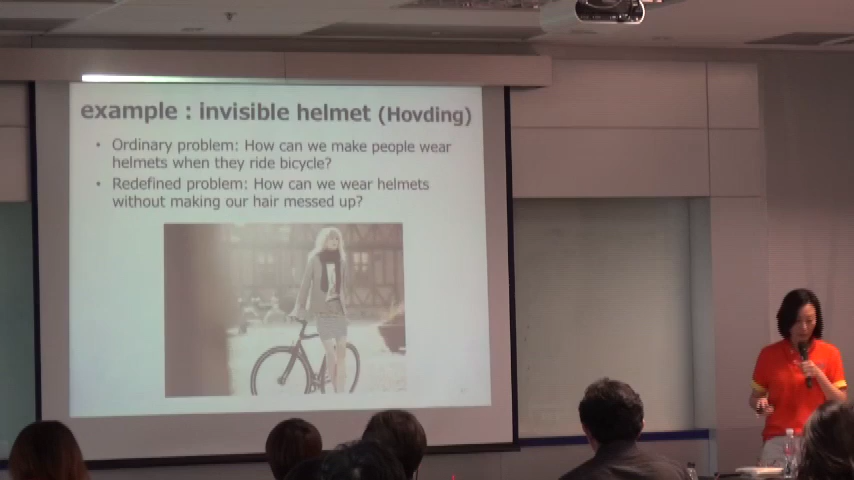 example : invisible helmet (Hovding)
• Ordinary problem: How can we make people wear
helmets when they ride bicycle?
• Redefined problem: How can we wear helmets
without making our hair messed up?